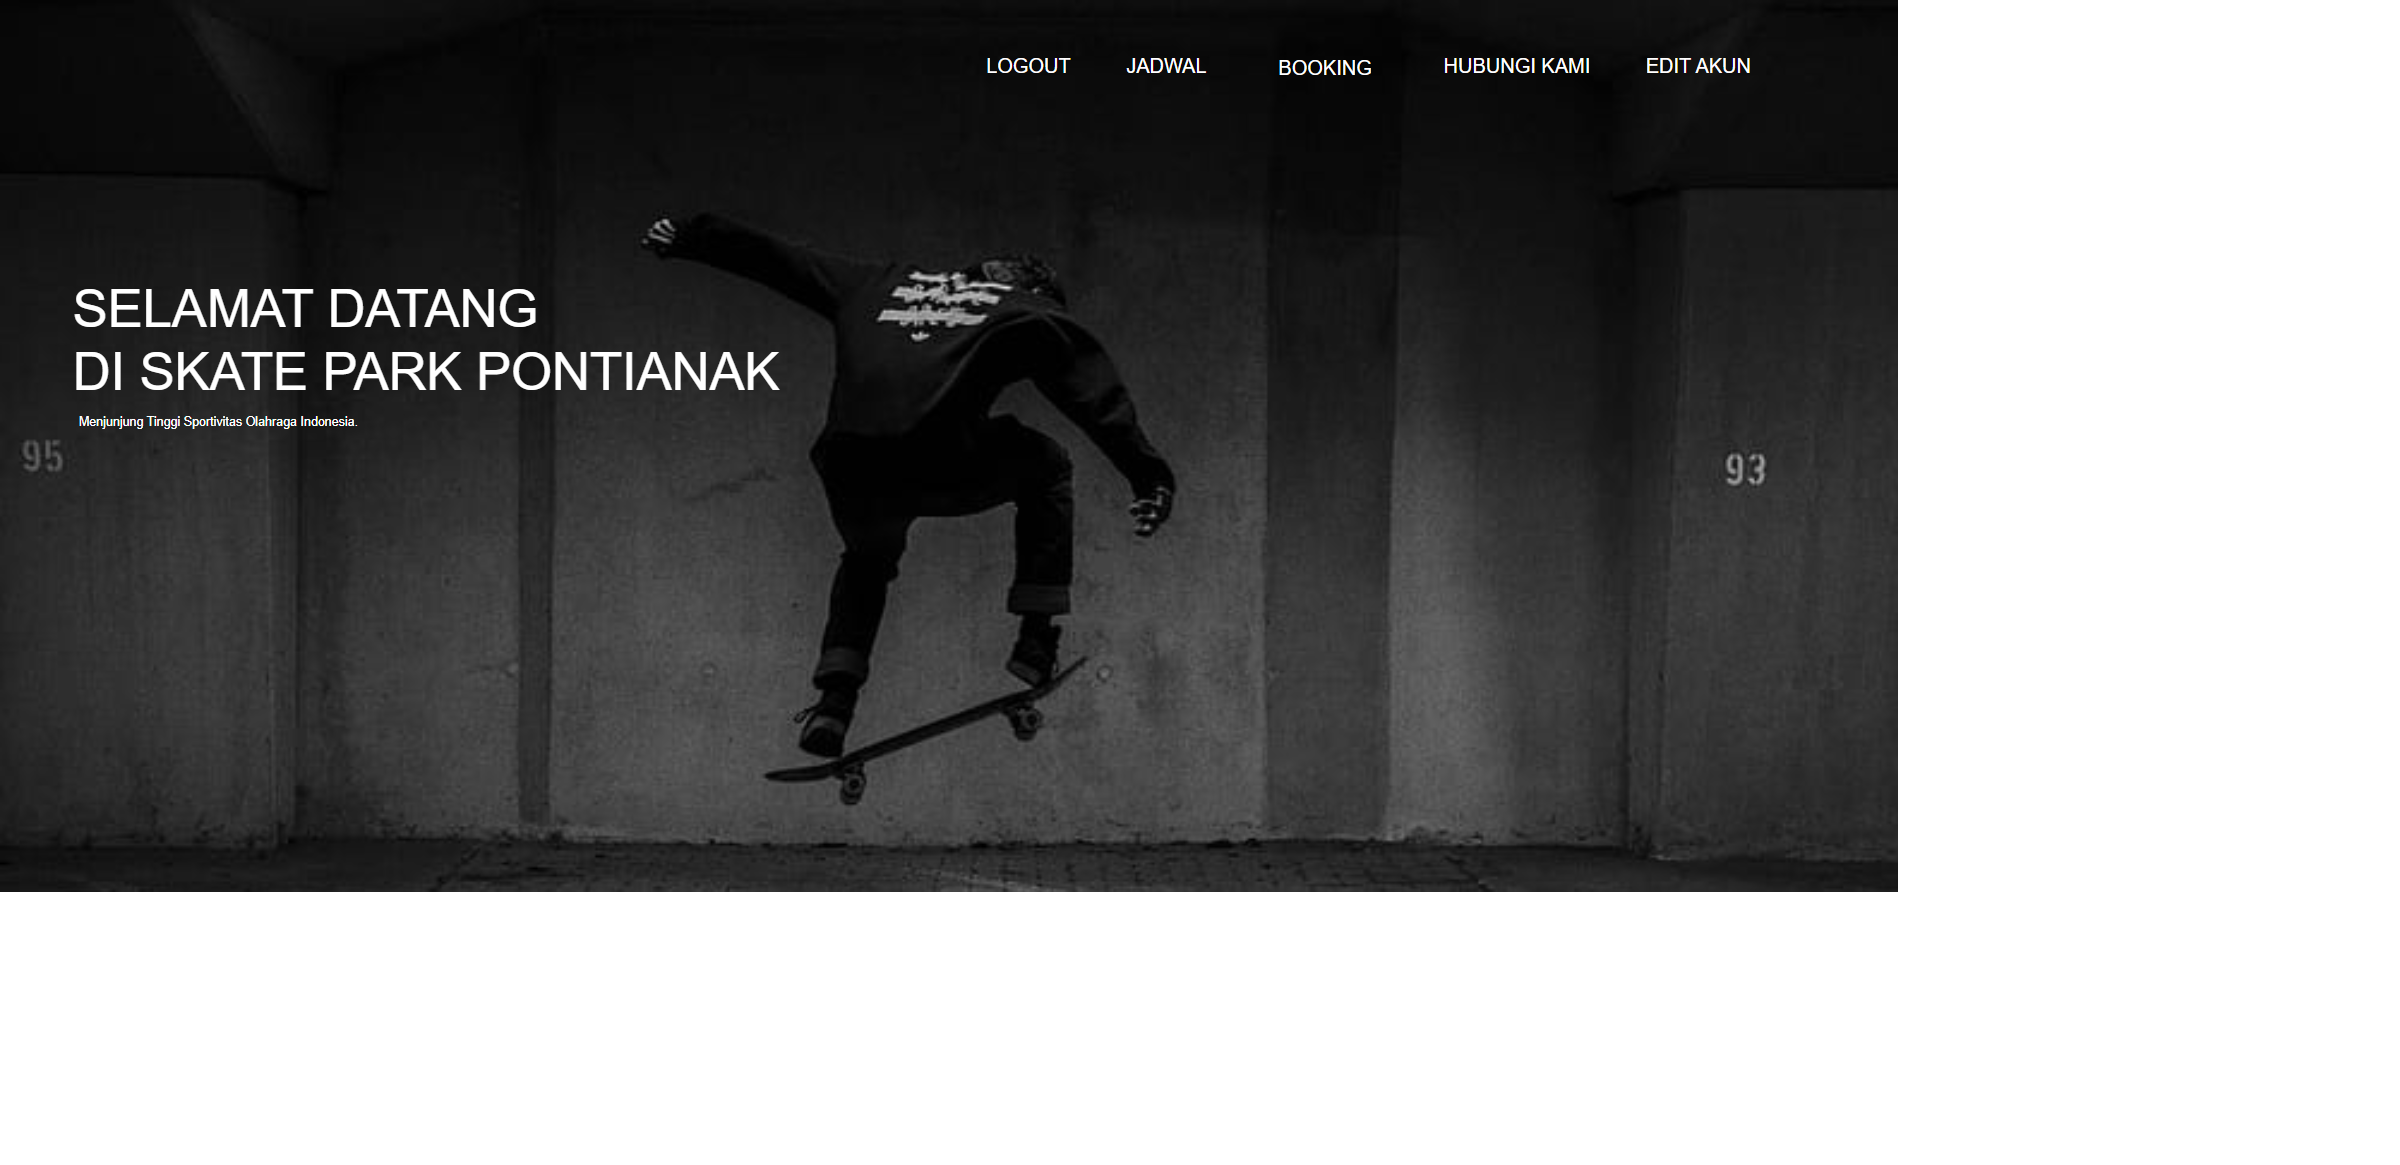 LOGOUT JADWAL BOOKING HUBUNGI KAMI EDIT AKUN
SELAMAT DATANG
DI SKATE PARK PONTIANAK
Menjunjung Tinggi Sportivitas Olahraga Indonesia.
95
93